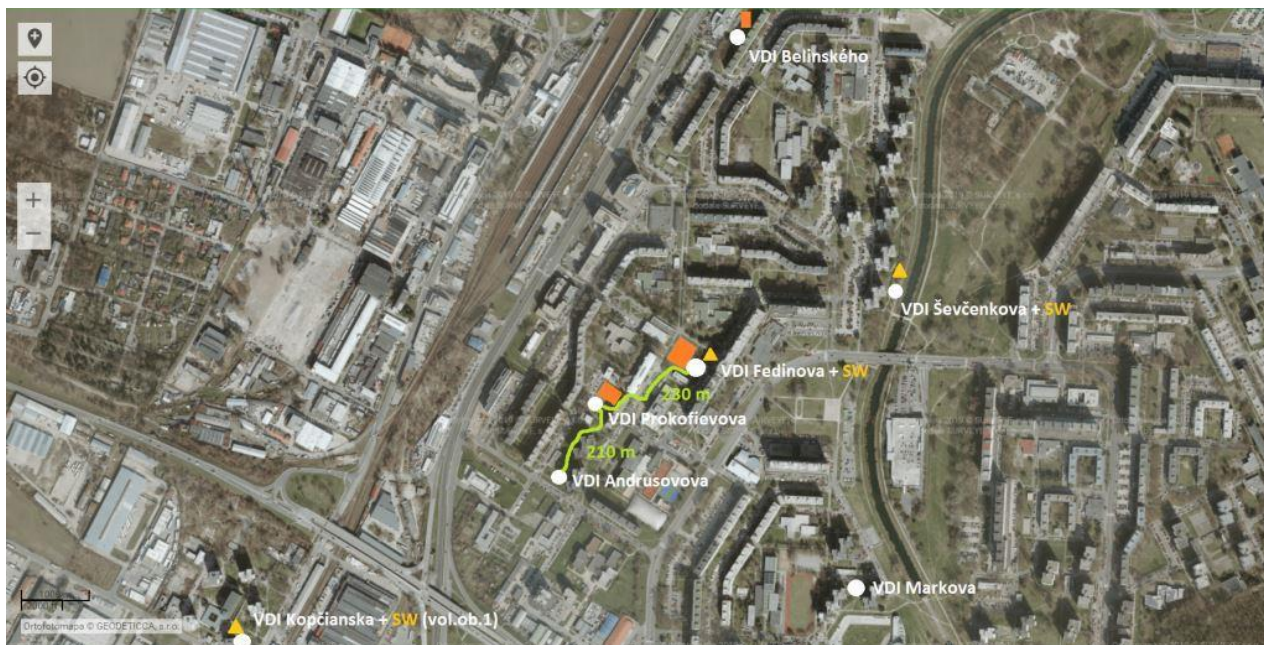 VDI Belinského
VDI Ševčenkova + SW
VDI Fedinova + SW
230 m
VDI Prokofievova
210 m
VDI Andrusovova
VDI Markova
VDI Kopčianska + SW (vol.ob.1)
Ortofotomapa © GEODETICCA, s.r.o.